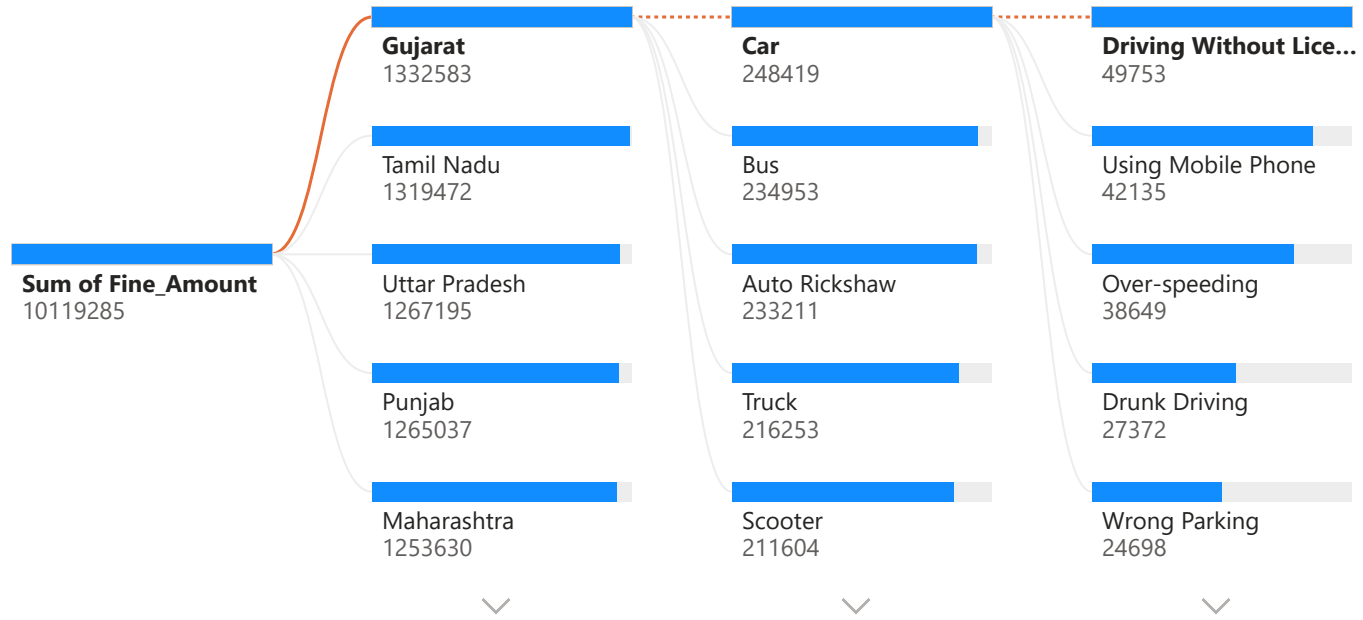 Sum of Fine_Amount
10119285
Gujarat
1332583
Tamil Nadu
1319472
Uttar Pradesh
1267195
Punjab
1265037
Maharashtra
1253630
Car
248419
Bus
234953
Auto Rickshaw
233211
Truck
216253
Scooter
211604
Driving Without Lice...
49753
Using Mobile Phone
42135
Over-speeding
38649
Drunk Driving
27372
Wrong Parking
24698